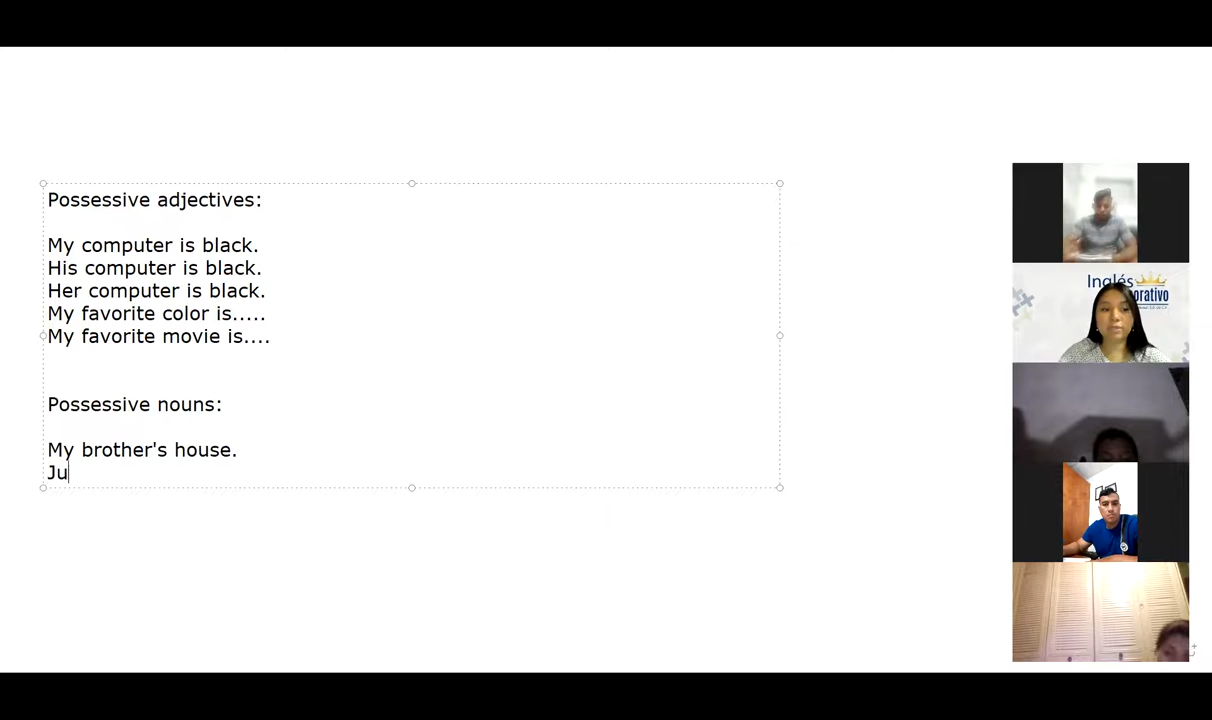 Possessive adjectives:
My computer is black.
His computer is black.
Her computer is black.
My favorite color is.....
My favorite movie is....
Possessive nouns:
My brother's house.
Ju
Inglés